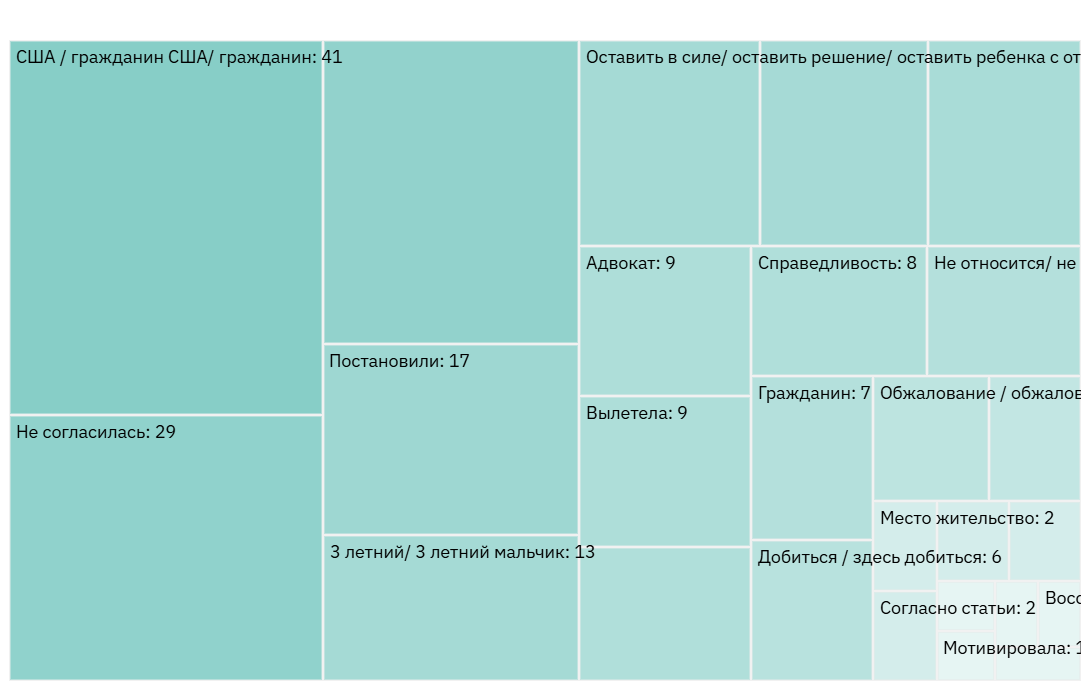 США / гражданин США/ гражданин: 41
Оставить в силе/ оставить решение/ оставить ребенка с от
Адвокат: 9
Справедливость: 8
Не относится/ не
Постановили: 17
Гражданин: 7
Обжалование / обжалов
Вылетела: 9
Не согласилась: 29
Место жительство: 2
3 летний/ 3 летний мальчик: 13
Добиться / здесь добиться: 6
Согласно статьи: 2
Восс
Мотивировала: 1